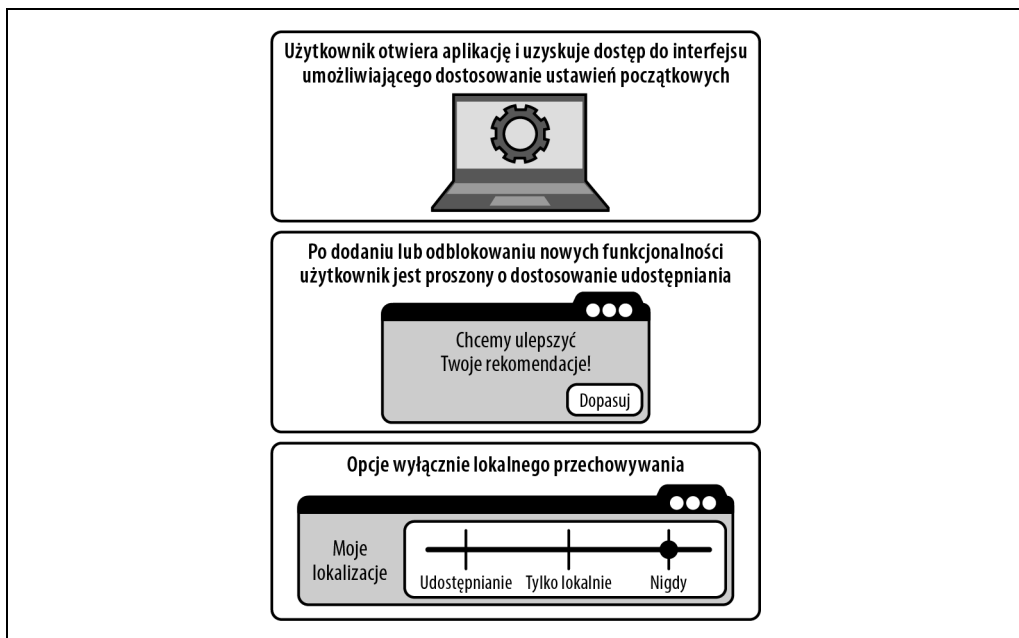 Użytkownik otwiera aplikację i uzyskuje dostęp do interfejsu
umożliwiającego dostosowanie ustawień początkowych
Po dodaniu lub odblokowaniu nowych funkcjonalności
użytkownik jest proszony o dostosowanie udostępniania
Chcemy ulepszyć
Twoje rekomendacje!
Dopasuj
Opcje wyłącznie lokalnego przechowywania
Moje
lokalizacje
Udostępnianie Tylko lokalnie Nigdy